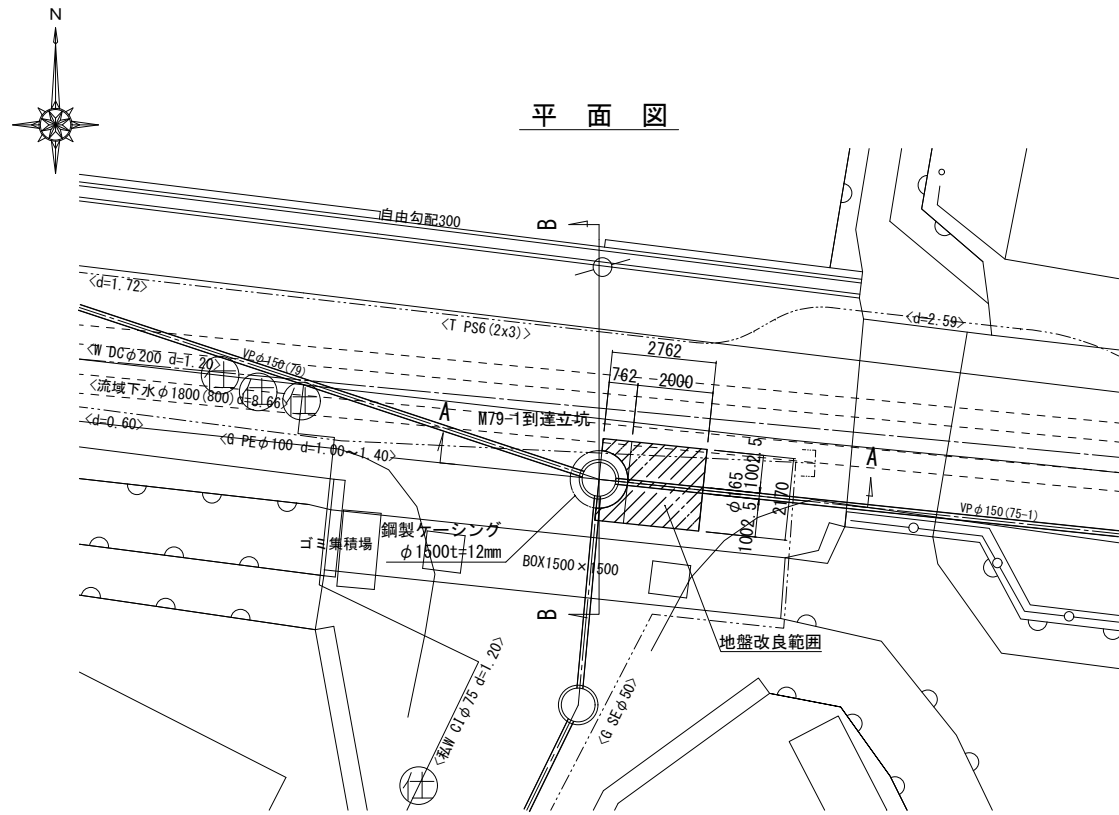 N
平面図
自由勾配300
B
<d=1.72>
<T PS6(2x3)>
<d=2.59>
2762
762
2000
<W DCφ200 d=1.20>
VPφ150(79)
<流域下水φ1800(800)d=8.66>
<d=0.60>
<G PEφ100 d=1.00～1.40>
A
M79-1到達立坑
A
1002.5
φ165
1002.5
2170
VPφ150(75-1)
ゴミ集積場
鋼製ケーシング
φ1500t=12mm
BOX1500×1500
B
地盤改良範囲
<私W CIφ75 d=1.20>
<G SEφ50>